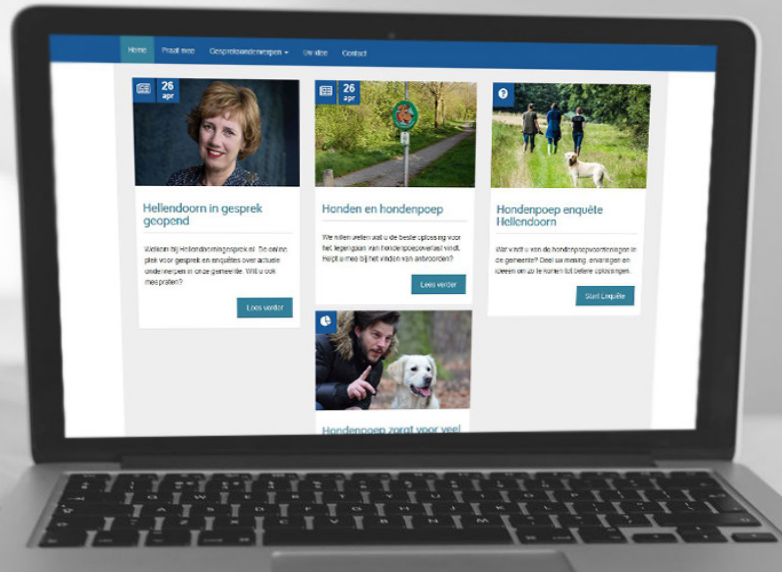 Home Praat mee Gespreksonderwerpen Uw idee Contact
26
apr
Hellendoorn in gesprek
geopend
Welkom bij Hellendoorningesprek.nl. De online
plek voor gesprek en enquêtes over actuele
onderwerpen in onze gemeente. Wilt u ook
meepraten?
Lees verder
26
apr
Honden en hondenpoep
We willen weten wat u de beste oplossing voor
het tegengaan van hondenpoepoverlast vindt.
Helpt u mee bij het vinden van antwoorden?
Lees verder
?
Hondenpoep enquête
Hellendoorn
Wat vindt u van de hondenpoepvoorzieningen in
de gemeente? Deel uw mening, ervaringen en
ideeën om zo te komen tot betere oplossingen.
Start Enquête
Hondenpoep zorgt voor veel